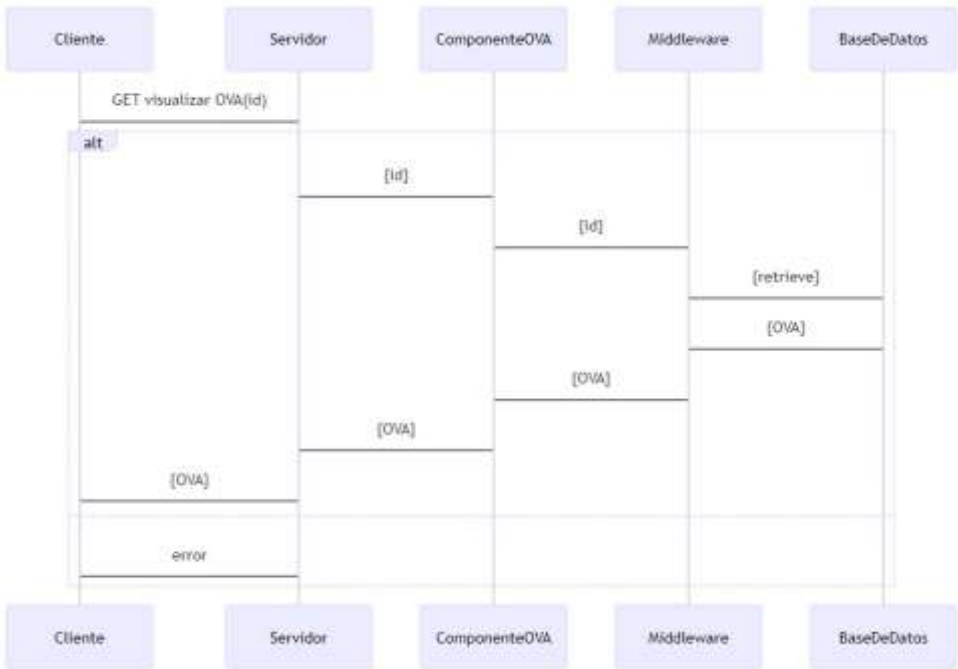 Cliente Servidor ComponenteOVA Middleware BaseDeDatos
GET visualizar OVA(id)
alt
[id]
[id]
[retrieve]
[OVA]
[OVA]
[OVA]
[OVA]
error
Cliente Servidor ComponenteOVA Middleware BaseDeDatos